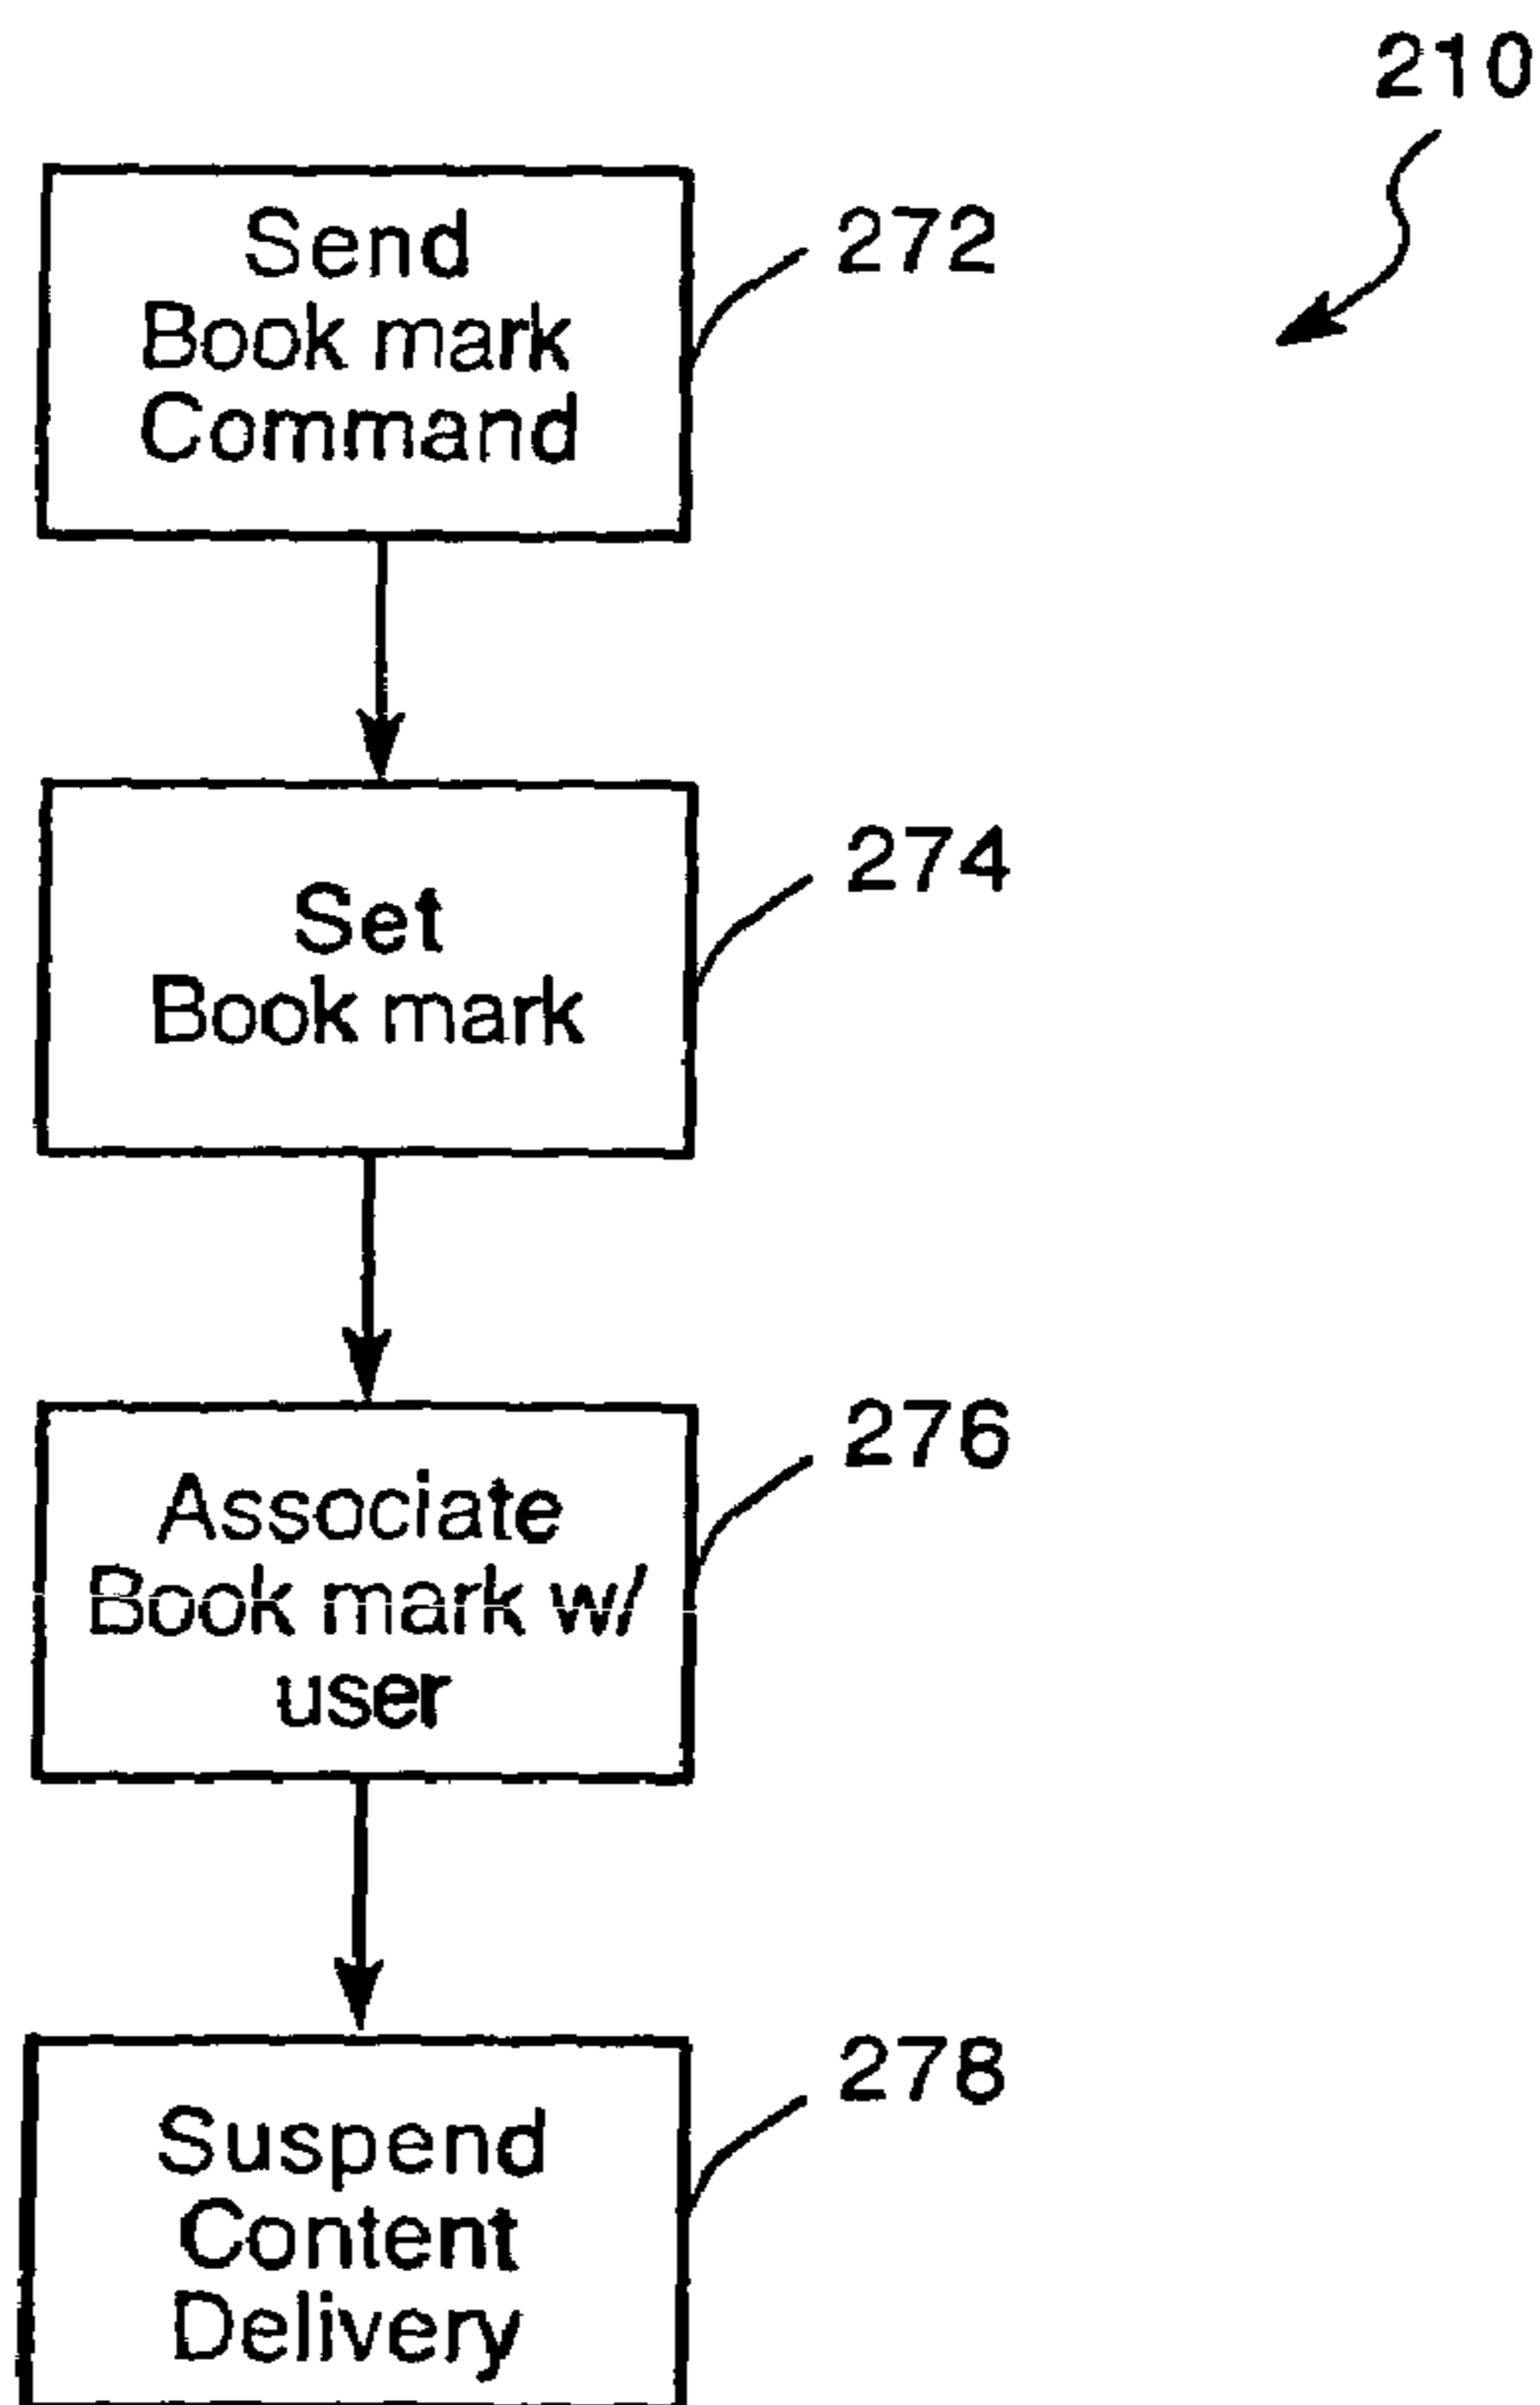 210
272
Send
Book mark
Command
274
Set
Book mark
276
Associate
Book mark w/
user
278
Suspend
Content
Delivery